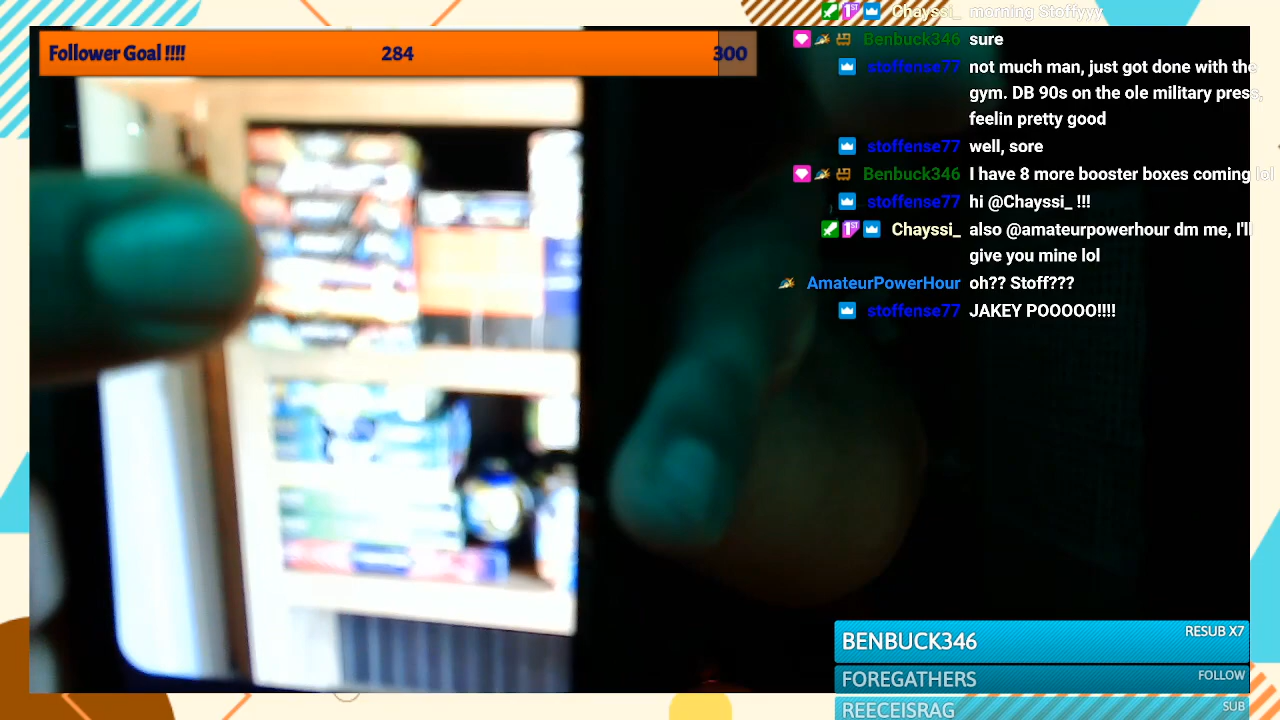 Chayssi_ morning Stoffyyy
Follower Goal !!!! 284 300
Benbuck346 sure
stoffense77 not much man, just got done with the
gym. DB 90s on the ole military press,
feelin pretty good
stoffense77 well, sore
Benbuck346 I have 8 more booster boxes coming lol
stoffense77 hi @Chayssi_ !!!
Chayssi_ also @amateurpowerhour dm me, I'll
give you mine lol
AmateurPowerHour oh?? Stoff???
stoffense77 JAKEY POOOOO!!!!
BENBUCK346 RESUB X7
FOREGATHERS FOLLOW
REECEISRAG SUB